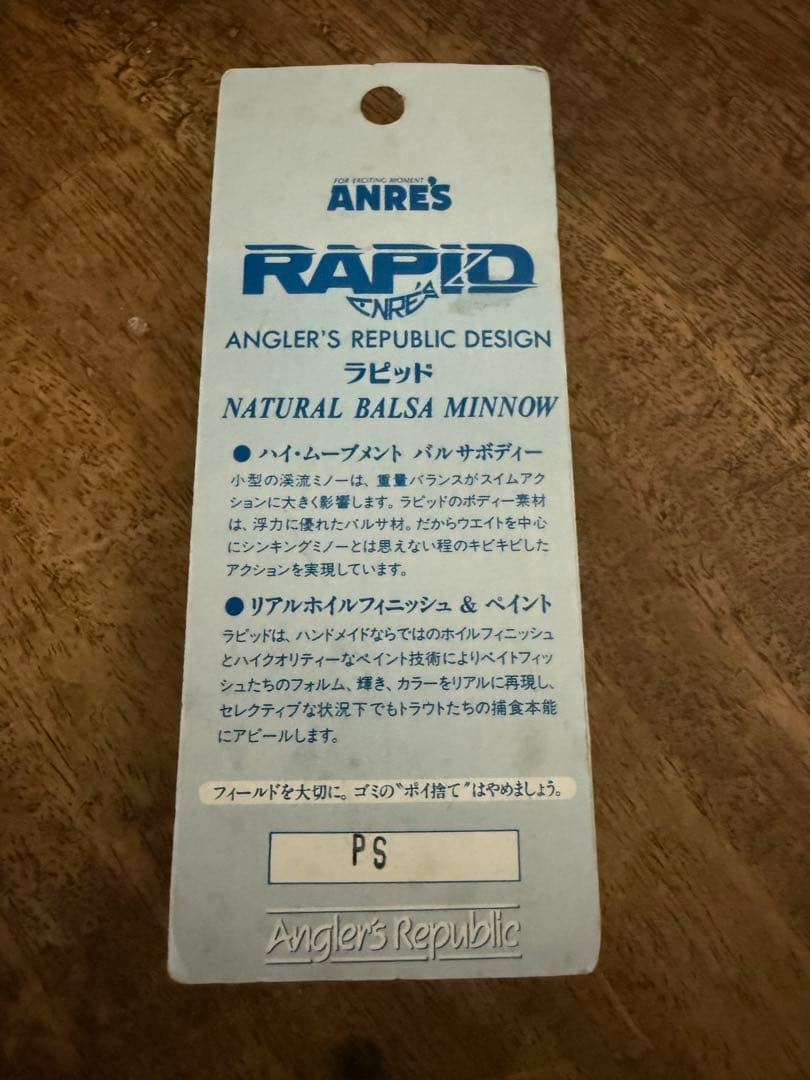 FOR EXCITING MOMENT
ANRE'S
RAPID
ENRE'S
ANGLER'S REPUBLIC DESIGN
ラピッド
NATURAL BALSA MINNOW
● ハイ・ムーブメント バルサボディー
小型の渓流ミノーは、重量バランスがスイムアク
ションに大きく影響します。ラピッドのボディー素材
は、浮力に優れたバルサ材。だからウエイトを中心
にシンキングミノーとは思えない程のキビキビした
アクションを実現しています。
● リアルホイルフィニッシュ & ペイント
ラピッドは、ハンドメイドならではのホイルフィニッシュ
とハイクオリティーなペイント技術によりベイトフィッ
シュたちのフォルム、輝き、カラーをリアルに再現し、
セレクティブな状況下でもトラウトたちの捕食本能
にアピールします。
フィールドを大切に。ゴミの〝ポイ捨て〟はやめましょう。
PS
Angler's Republic